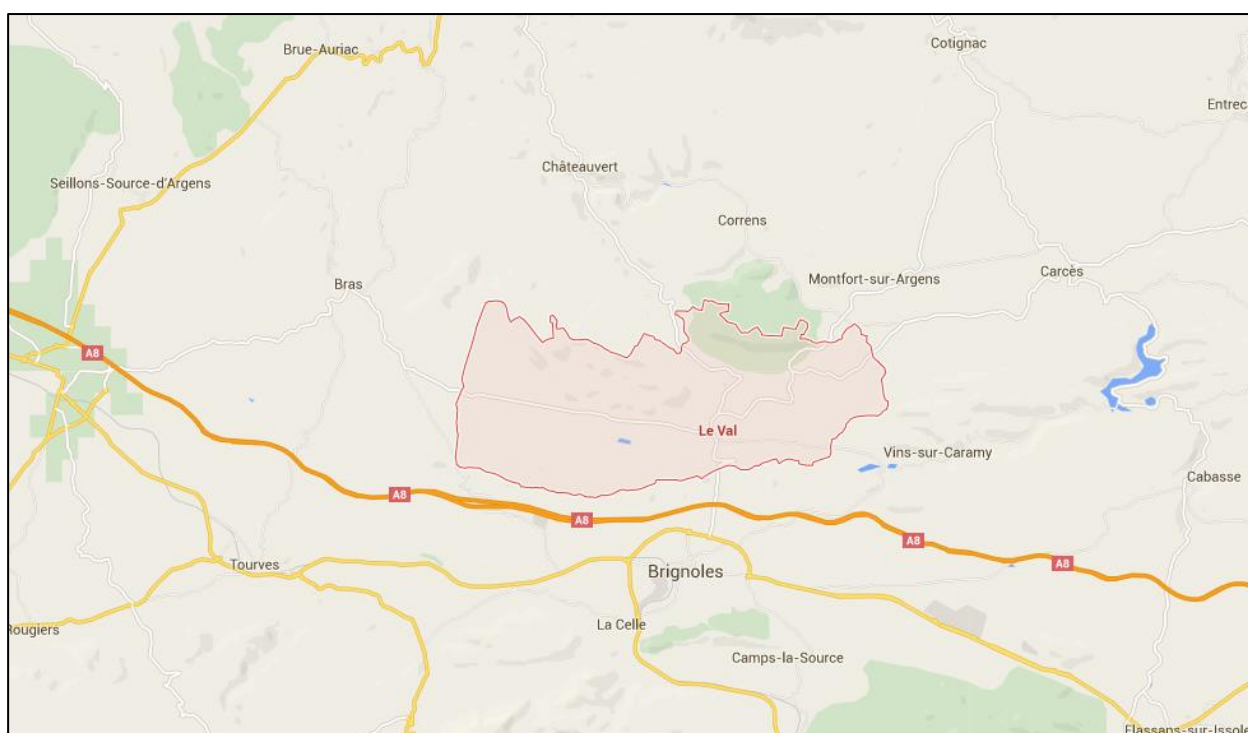 Brue-Auriac
Cotignac
Entrec
Châteauvert
Seillons-Source-d'Argens
Correns
Bras
Montfort-sur-Argens
Carcès
A8
Le Val
Vins-sur-Caramy
Cabasse
A8
A8
A8
A8
Tourves
Brignoles
Rougiers
La Celle
Camps-la-Source
Flassans-sur-Issole